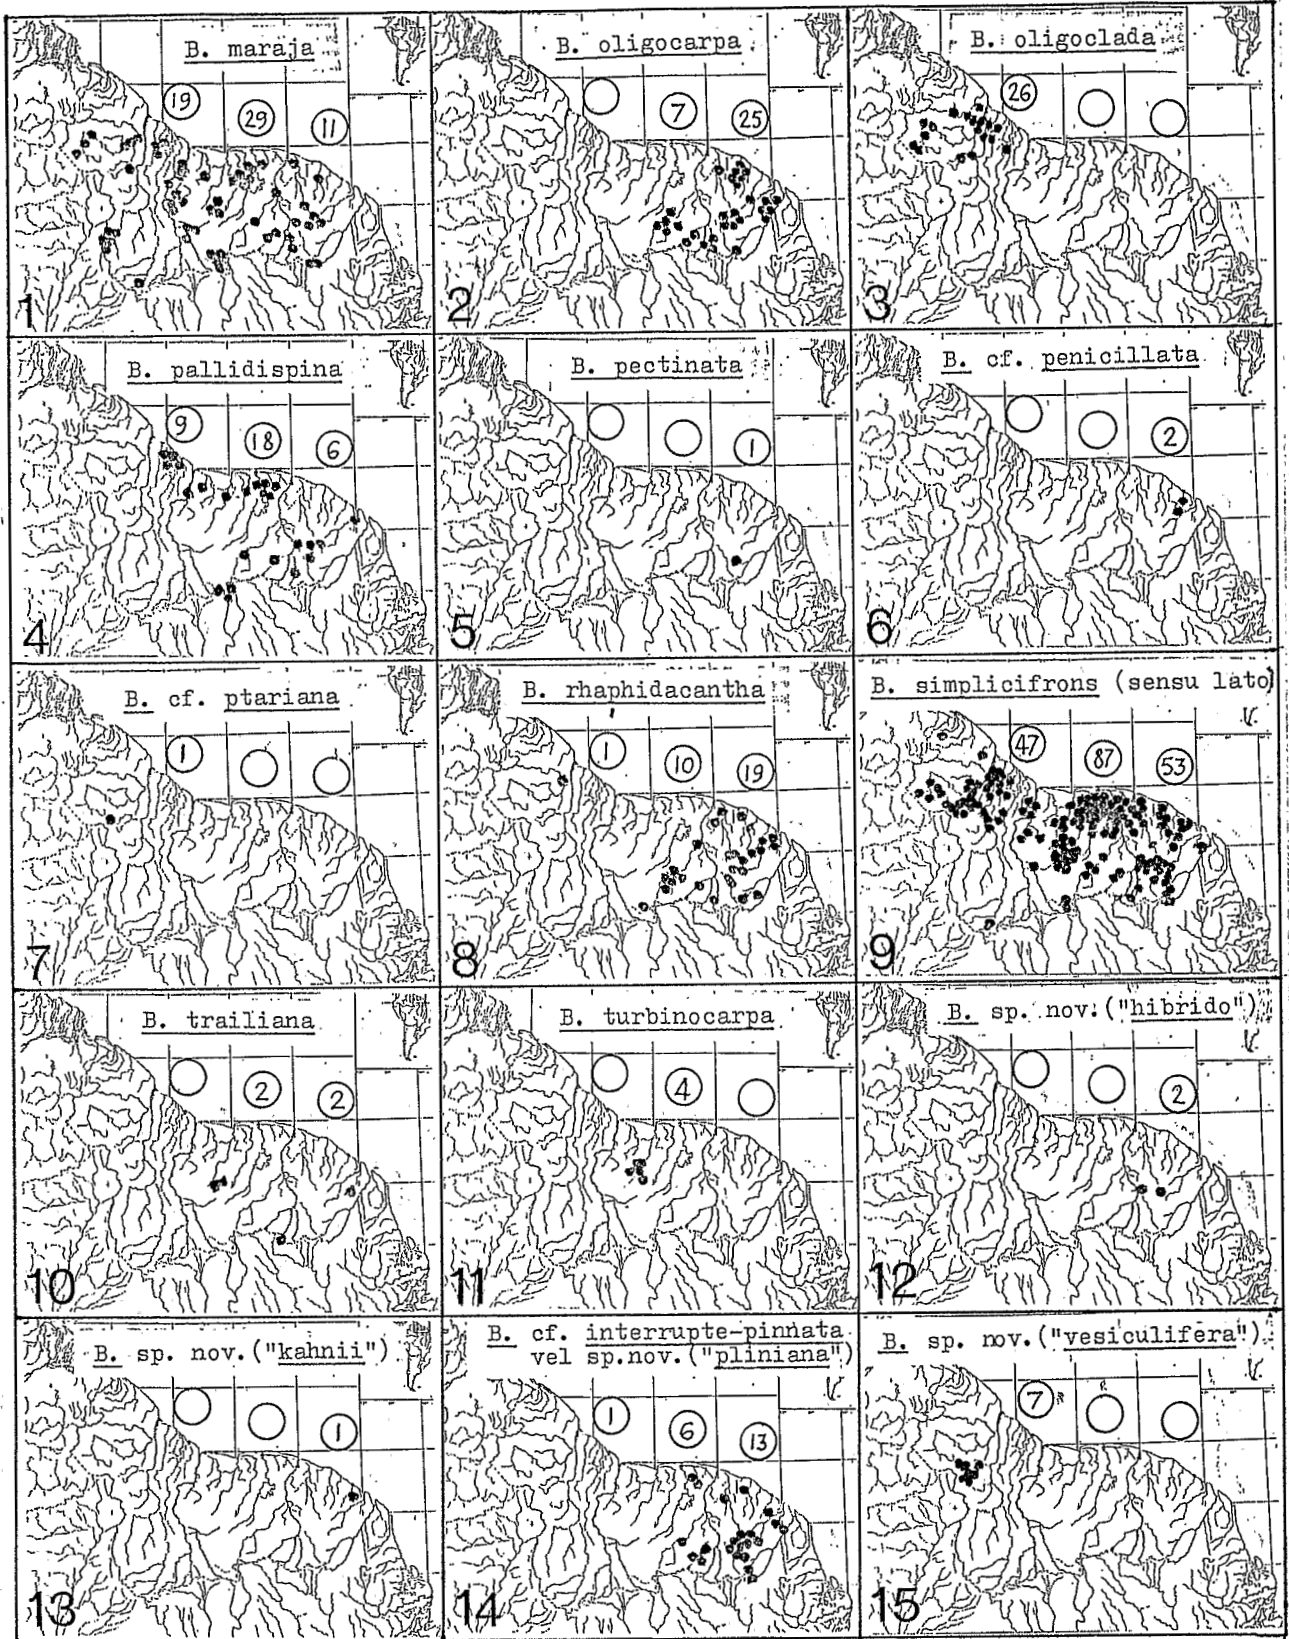 B. maraja
19
29
11
1
B. oligocarpa
7
25
2
B. oligoclada
26
3
B. pallidispina
9
18
6
4
B. pectinata
1
5
B. cf. penicillata
2
6
B. cf. ptariana
1
7
B. rhaphidacantha
1
10
19
8
B. simplicifrons (sensu lato)
47
87
53
9
B. trailiana
2
2
10
B. turbinocarpa
4
11
B. sp. nov. ("hibrido")
2
12
B. sp. nov. ("kahnii")
1
13
B. cf. interrupte-pinnata
vel sp.nov. ("pliniana")
1
6
13
14
B. sp. nov. ("vesiculifera")
7
15